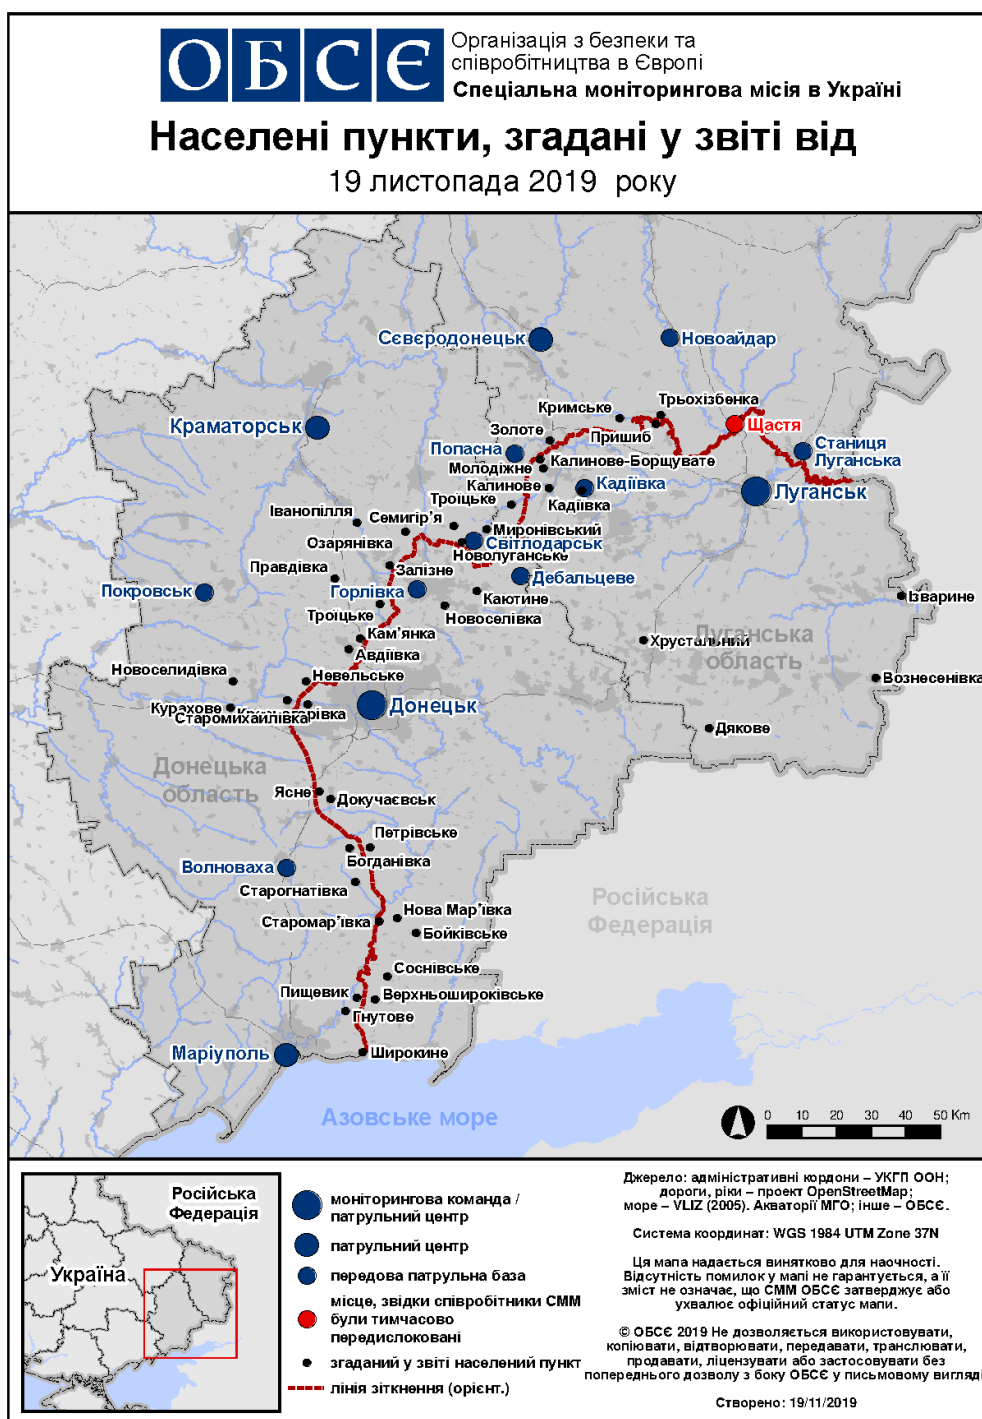 ОБСЄ
Організація з безпеки та
співробітництва в Європі
Спеціальна моніторингова місія в Україні
Населені пункти, згадані у звіті від
19 листопада 2019 року
Сєвєродонецьк
Новоайдар
Трьохізбенка
Кримське
Щастя
Краматорськ
Золоте
Пришиб
Станиця
Луганська
Попасна
Калинове-Борщувате
Молодіжне
Калинове
Кадіївка
Луганськ
Троїцьке
Кадіївка
Іванопілля
Семигір'я
Миронівський
Озарянівка
Світлодарськ
Новолуганське
Залізне
Правдівка
Дебальцеве
Покровськ
Горлівка
Каютине
Ізварине
Троїцьке
Новоселівка
Кам'янка
Хрустальний
Луганська
область
Авдіївка
Новоселидівка
Невельське
Вознесенівка
Курахове
Донецьк
Старомихайлівка
Дякове
Донецька
область
Ясне
Докучаєвськ
Петрівське
Богданівка
Волноваха
Старогнатівка
Російська
Федерація
Нова Мар'ївка
Старомар'ївка
Бойківське
Соснівське
Пищевик
Верхньошироківське
Гнутове
Маріуполь
Широкине
Азовське море
0 10 20 30 40 50 Km
Російська
Федерація
Україна
моніторингова команда /
патрульний центр
патрульний центр
передова патрульна база
місце, звідки співробітники СММ
були тимчасово
передислоковані
згаданий у звіті населений пункт
лінія зіткнення (орієнт.)
Джерело: адміністративні кордони – УКГП ООН;
дороги, ріки – проект OpenStreetMap;
море – VLIZ (2005). Акваторії МГО; інше – ОБСЄ.
Система координат: WGS 1984 UTM Zone 37N
Ця мапа надається винятково для наочності.
Відсутність помилок у мапі не гарантується, а її
зміст не означає, що СММ ОБСЄ затверджує або
ухвалює офіційний статус мапи.
© ОБСЄ 2019 Не дозволяється використовувати,
копіювати, відтворювати, передавати, транслювати,
продавати, ліцензувати або застосовувати без
попереднього дозволу з боку ОБСЄ у письмовому вигляді
Створено: 19/11/2019